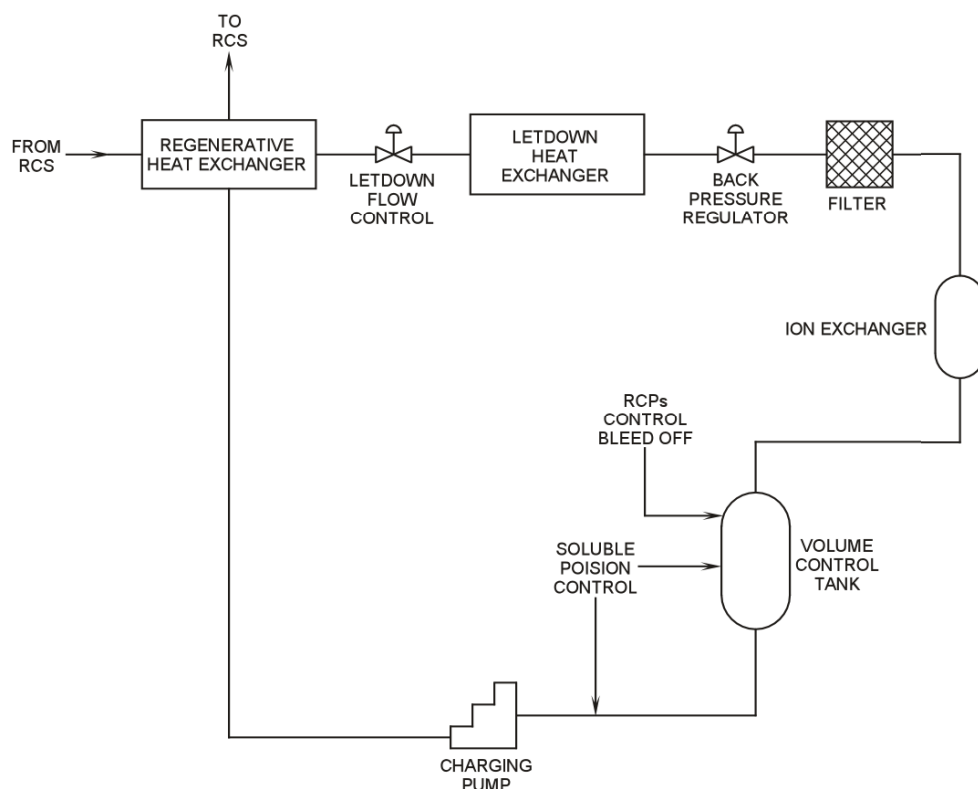 TO
RCS
FROM
RCS
REGENERATIVE
HEAT EXCHANGER
LETDOWN
FLOW
CONTROL
LETDOWN
HEAT
EXCHANGER
BACK
PRESSURE
REGULATOR
FILTER
ION EXCHANGER
RCPs
CONTROL
BLEED OFF
SOLUBLE
POISION
CONTROL
VOLUME
CONTROL
TANK
CHARGING
PUMP